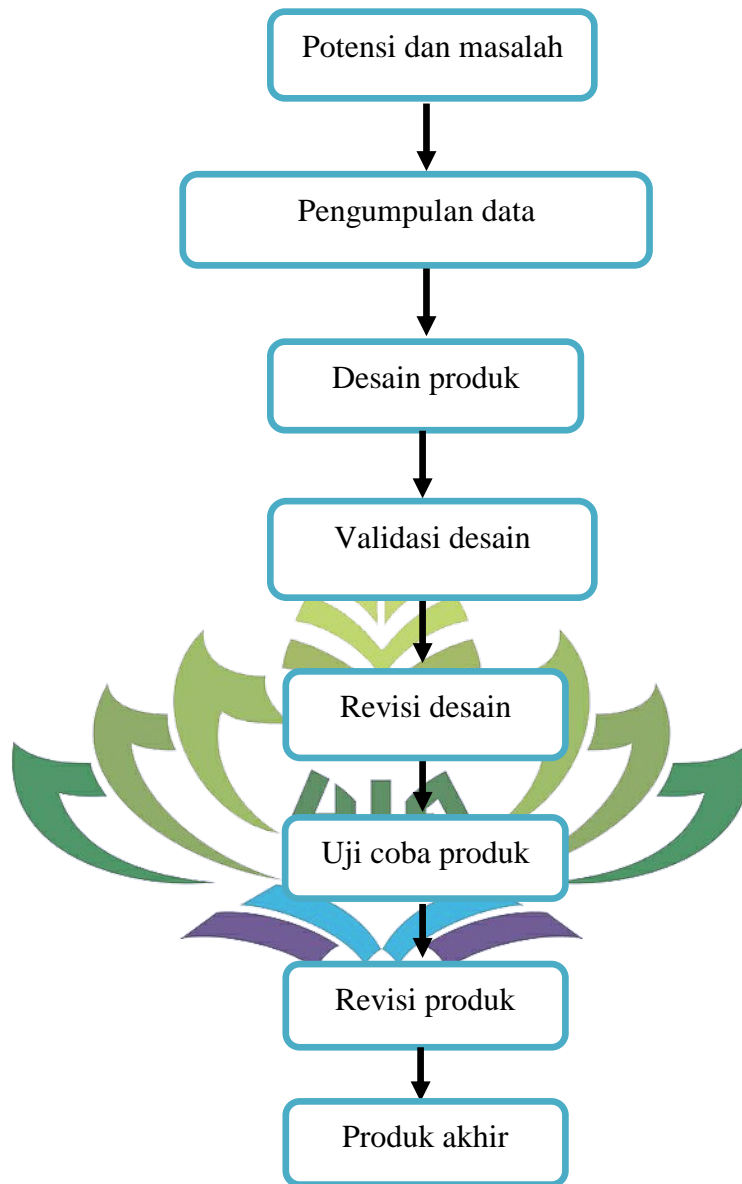 Potensi dan masalah
Pengumpulan data
Desain produk
Validasi desain
Revisi desain
Uji coba produk
Revisi produk
Produk akhir